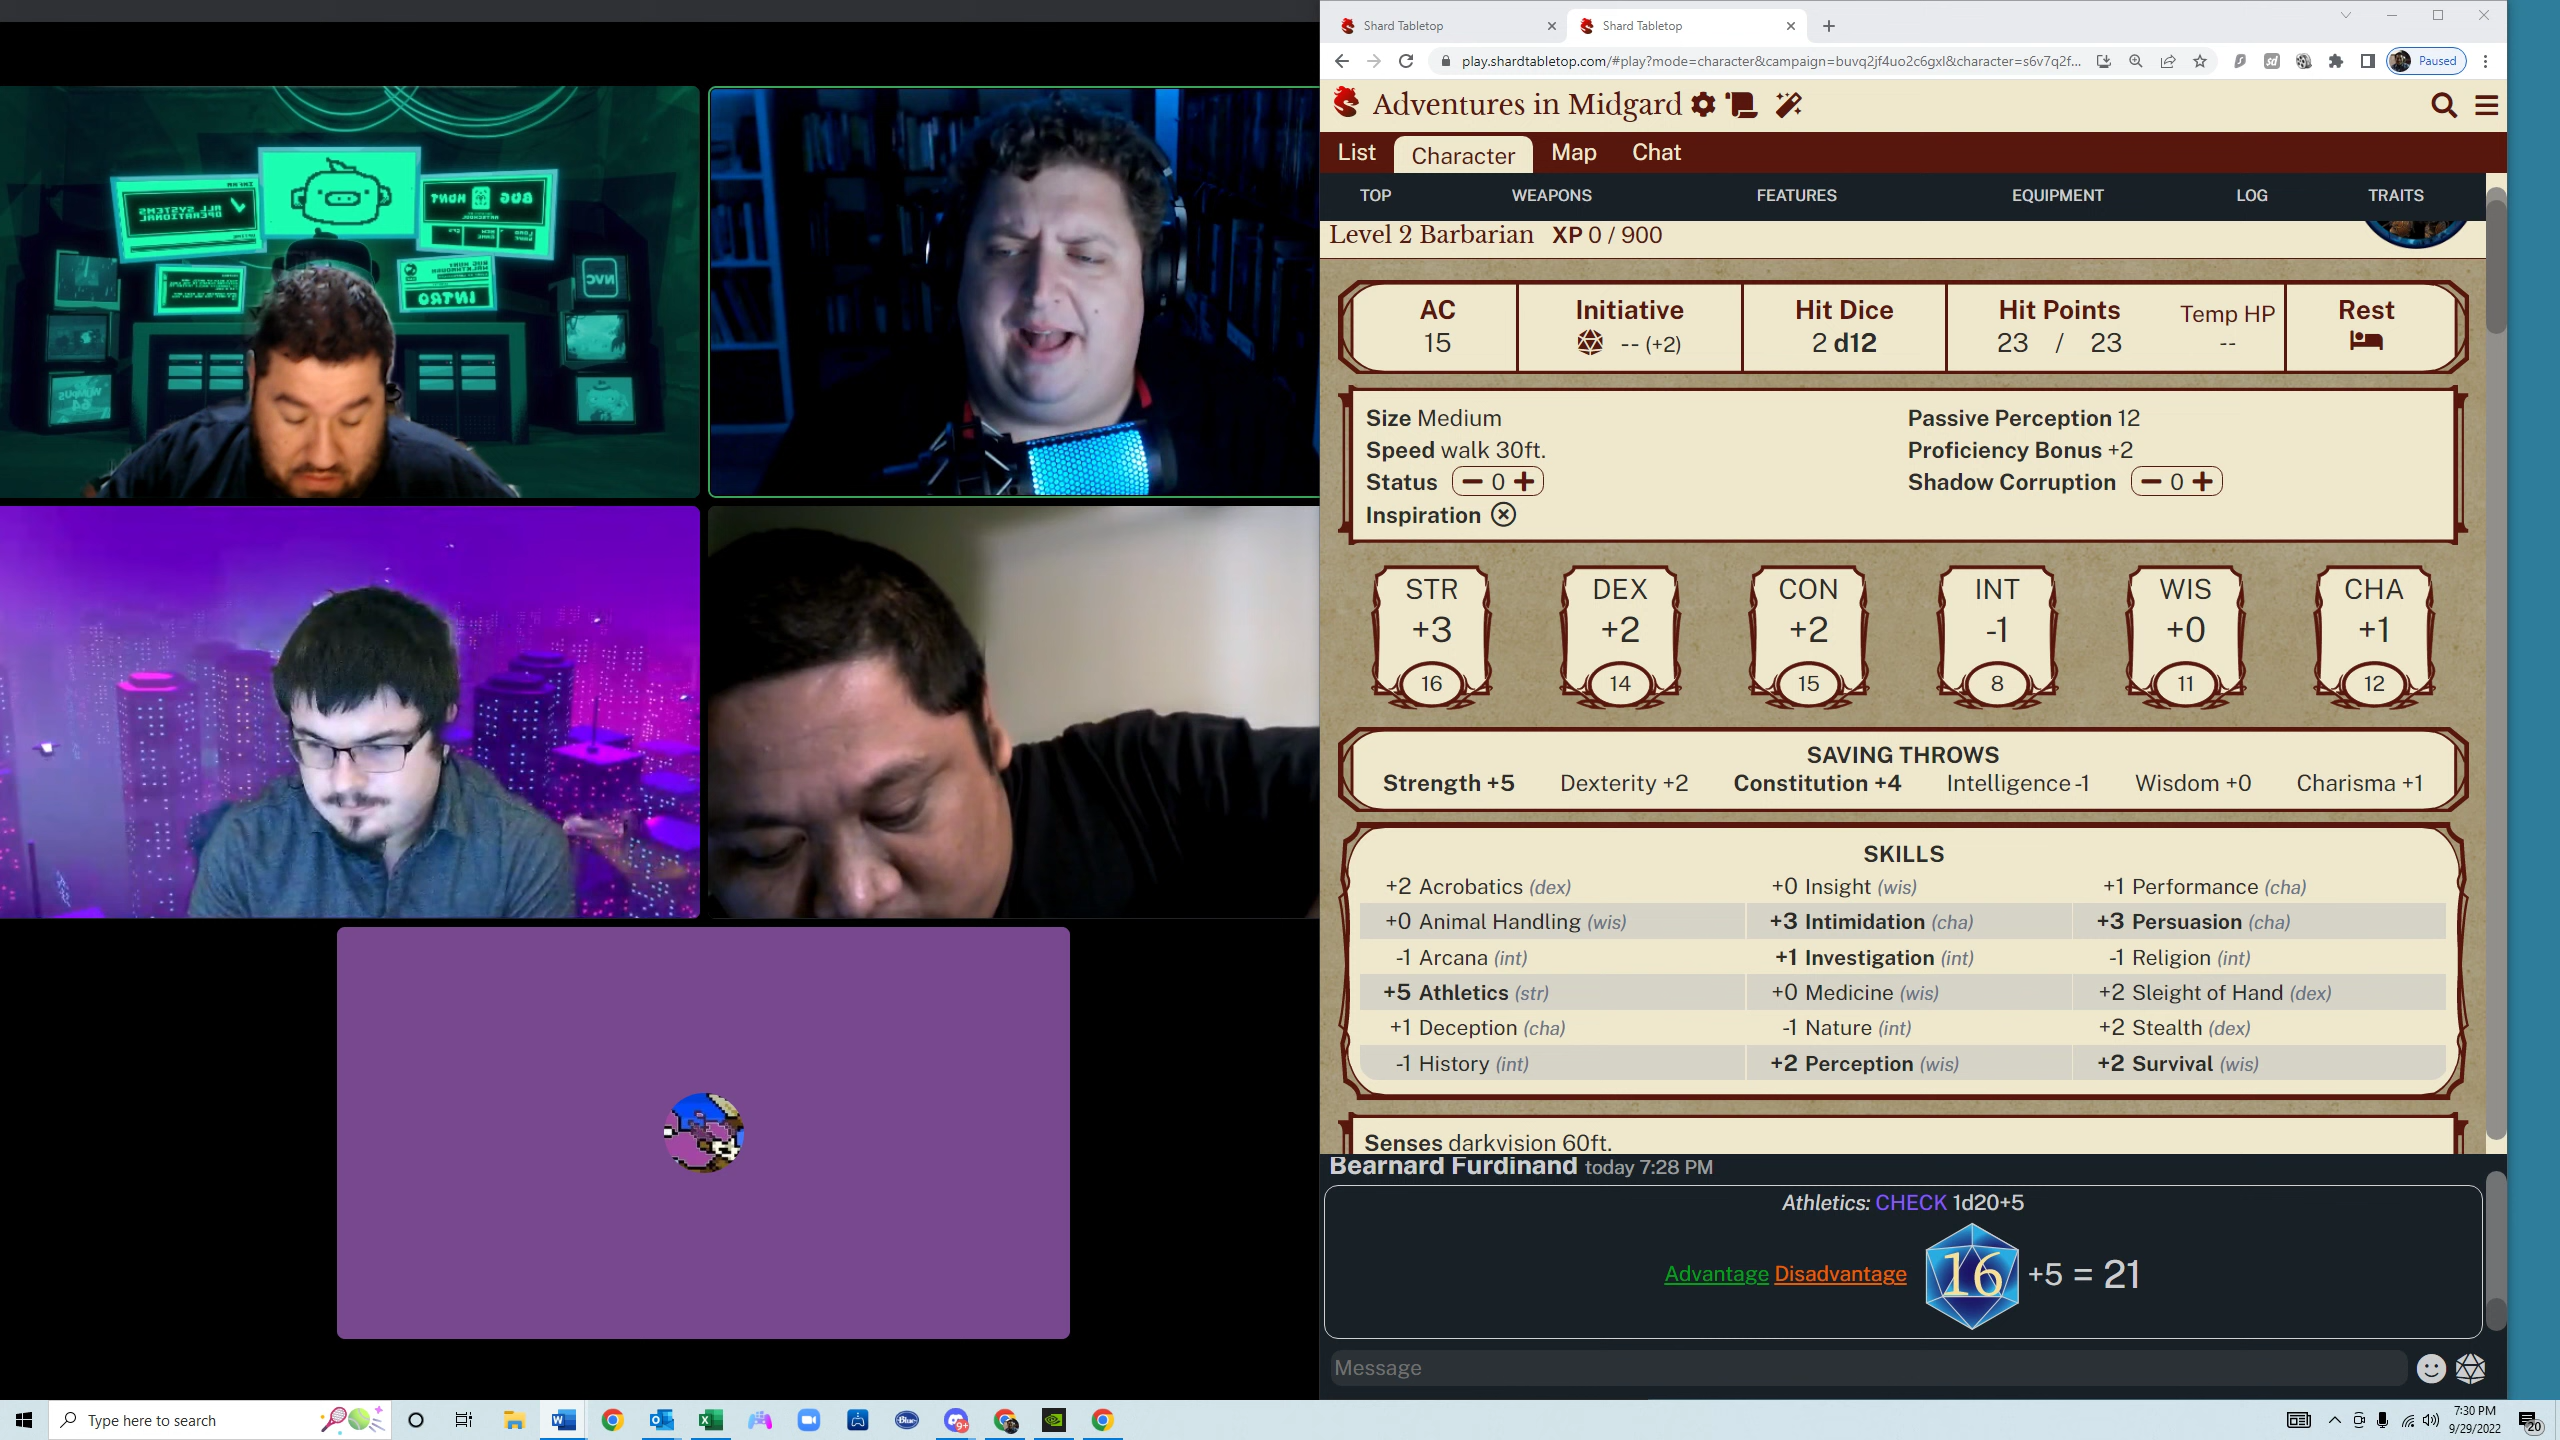 Shard Tabletop
Shard Tabletop
play.shardtabletop.com/#play?mode=character&campaign=buvq2jf4uo2c6gxl&character=s6v7q2f...
Paused
Adventures in Midgard
List Character Map Chat
TOP WEAPONS FEATURES EQUIPMENT LOG TRAITS
Level 2 Barbarian XP 0 / 900
AC Initiative Hit Dice Hit Points Temp HP Rest
15 -- (+2) 2 d12 23 / 23 --
Size Medium Passive Perception 12
Speed walk 30ft. Proficiency Bonus +2
Status 0 Shadow Corruption 0
Inspiration
STR DEX CON INT WIS CHA
+3 +2 +2 -1 +0 +1
16 14 15 8 11 12
SAVING THROWS
Strength +5 Dexterity +2 Constitution +4 Intelligence -1 Wisdom +0 Charisma +1
SKILLS
+2 Acrobatics (dex) +0 Insight (wis) +1 Performance (cha)
+0 Animal Handling (wis) +3 Intimidation (cha) +3 Persuasion (cha)
-1 Arcana (int) +1 Investigation (int) -1 Religion (int)
+5 Athletics (str) +0 Medicine (wis) +2 Sleight of Hand (dex)
+1 Deception (cha) -1 Nature (int) +2 Stealth (dex)
-1 History (int) +2 Perception (wis) +2 Survival (wis)
Senses darkvision 60ft.
Bearnard Furdinand today 7:28 PM
Athletics: CHECK 1d20+5
Advantage Disadvantage 16 +5 = 21
Message
ALL SYSTEMS
OPERATIONAL
BUG HUNT
INTRO
NVC
Type here to search
7:30 PM
9/29/2022
20